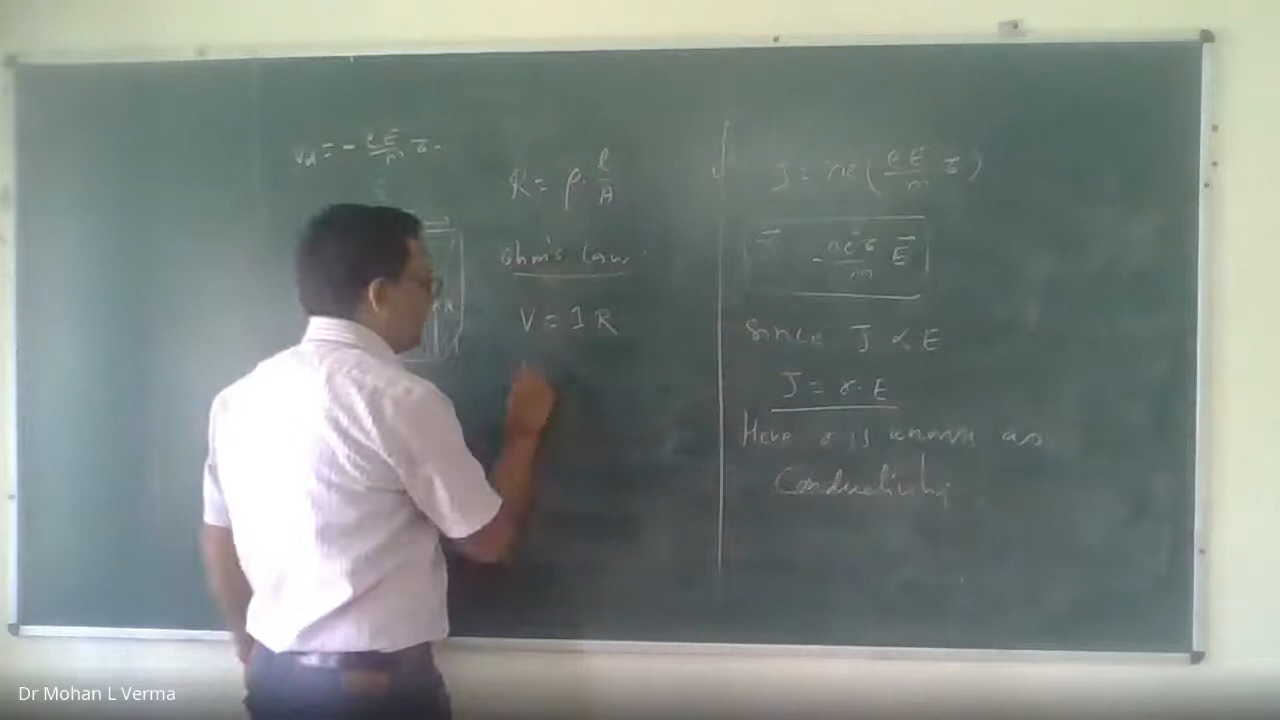 v_d = - eE/m τ.
R = ρ. l/A
ohm's law.
V = I R
J = ne(eE/m τ)
- ne²τ/m E⃗
Since J ∝ E
J = σ. E
Here σ is known as
Conductivity
Dr Mohan L Verma